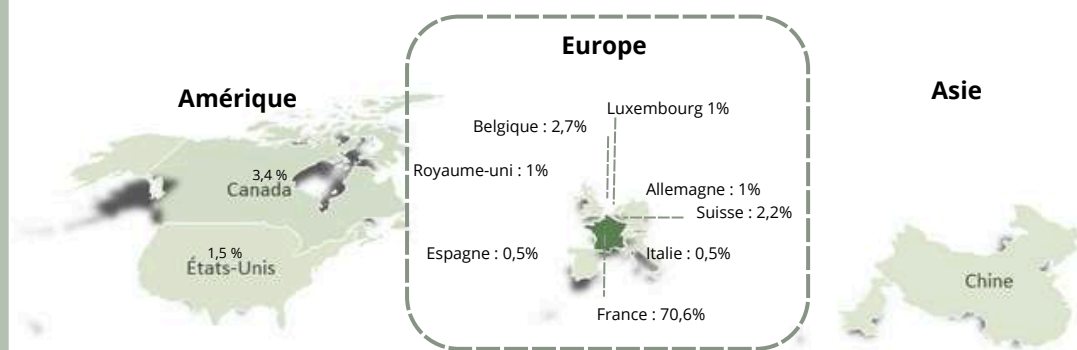 Amérique
3,4 %
Canada
1,5 %
États-Unis
Europe
Luxembourg 1%
Belgique : 2,7%
Royaume-uni : 1%
Allemagne : 1%
Suisse : 2,2%
Espagne : 0,5%
Italie : 0,5%
France : 70,6%
Asie
Chine